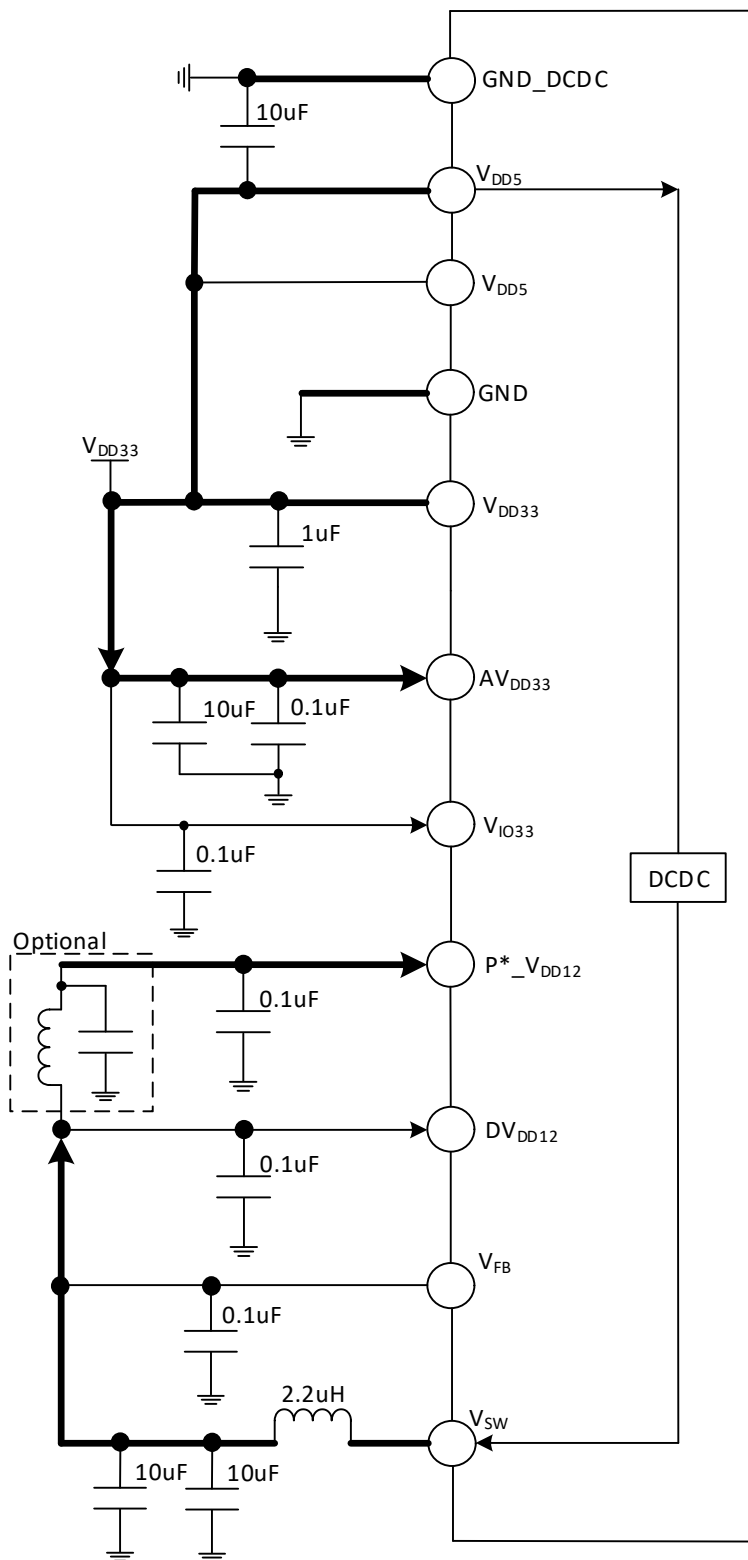 GND_DCDC
10uF
VDD5
VDD5
GND
VDD33
VDD33
1uF
AVDD33
10uF
0.1uF
VIO33
0.1uF
DCDC
Optional
P*_VDD12
0.1uF
DVDD12
0.1uF
VFB
0.1uF
2.2uH
VSW
10uF
10uF